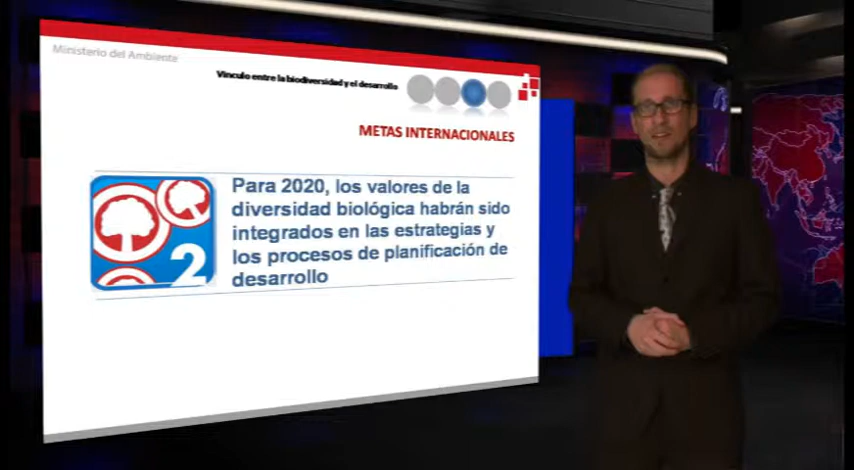 Ministerio del Ambiente
Vinculo entre la biodiversidad y el desarrollo
METAS INTERNACIONALES
Para 2020, los valores de la
diversidad biológica habrán sido
integrados en las estrategias y
los procesos de planificación de
desarrollo
2